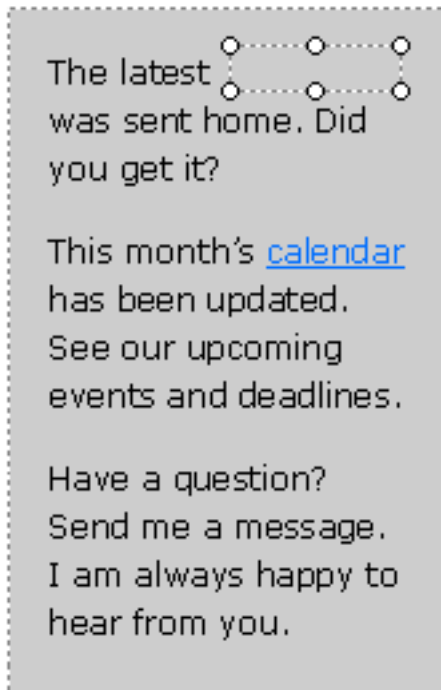 The latest
was sent home. Did
you get it?
This month's calendar
has been updated.
See our upcoming
events and deadlines.
Have a question?
Send me a message.
I am always happy to
hear from you.